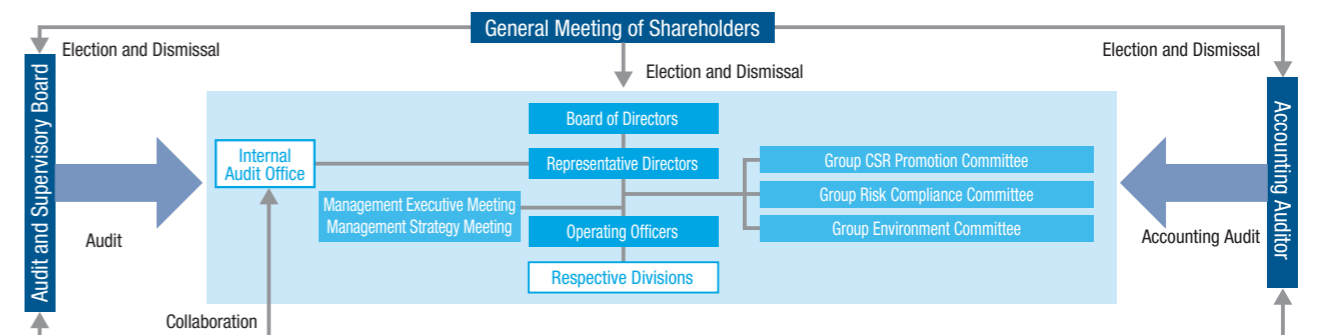 General Meeting of Shareholders
Election and Dismissal
Election and Dismissal
Election and Dismissal
Audit and Supervisory Board
Accounting Auditor
Board of Directors
Internal
Audit Office
Representative Directors
Group CSR Promotion Committee
Group Risk Compliance Committee
Management Executive Meeting
Management Strategy Meeting
Operating Officers
Group Environment Committee
Audit
Accounting Audit
Respective Divisions
Collaboration